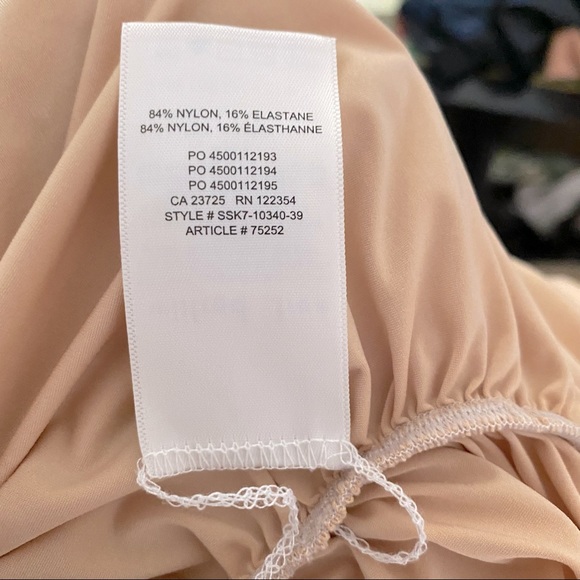 84% NYLON, 16% ELASTANE
84% NYLON, 16% ÉLASTHANNE
PO 4500112193
PO 4500112194
PO 4500112195
CA 23725 RN 122354
STYLE # SSK7-10340-39
ARTICLE # 75252